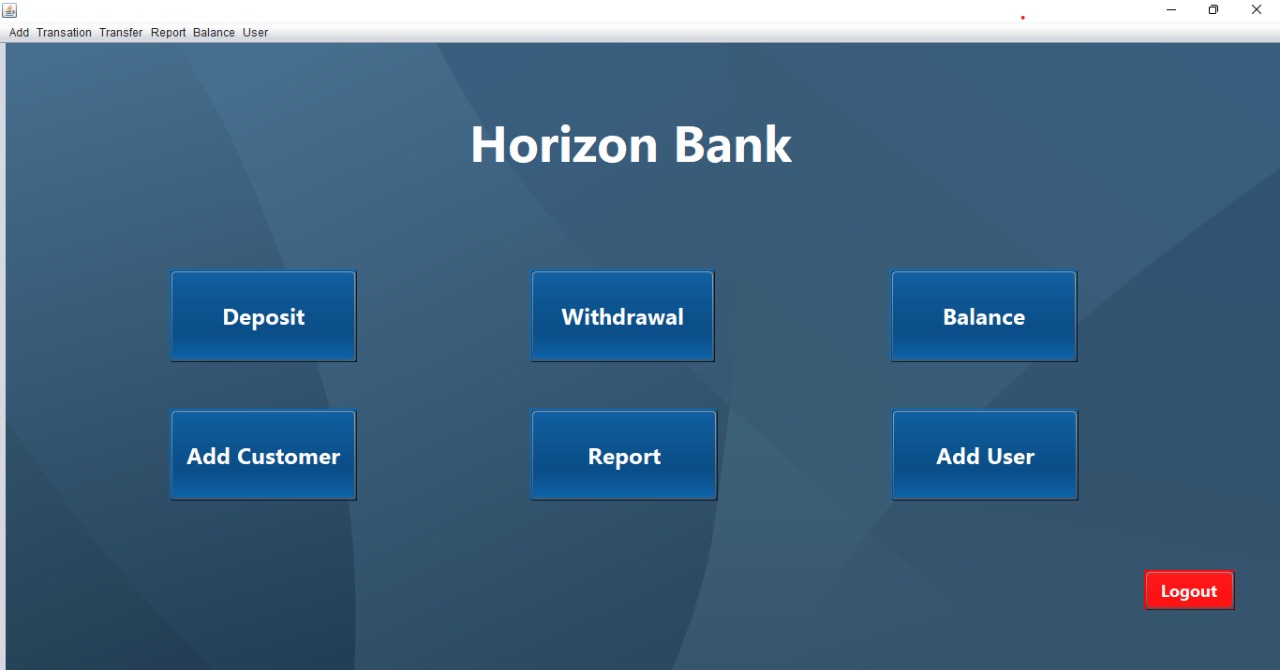 Add Transation Transfer Report Balance User
Horizon Bank
Deposit Withdrawal Balance
Add Customer Report Add User
Logout